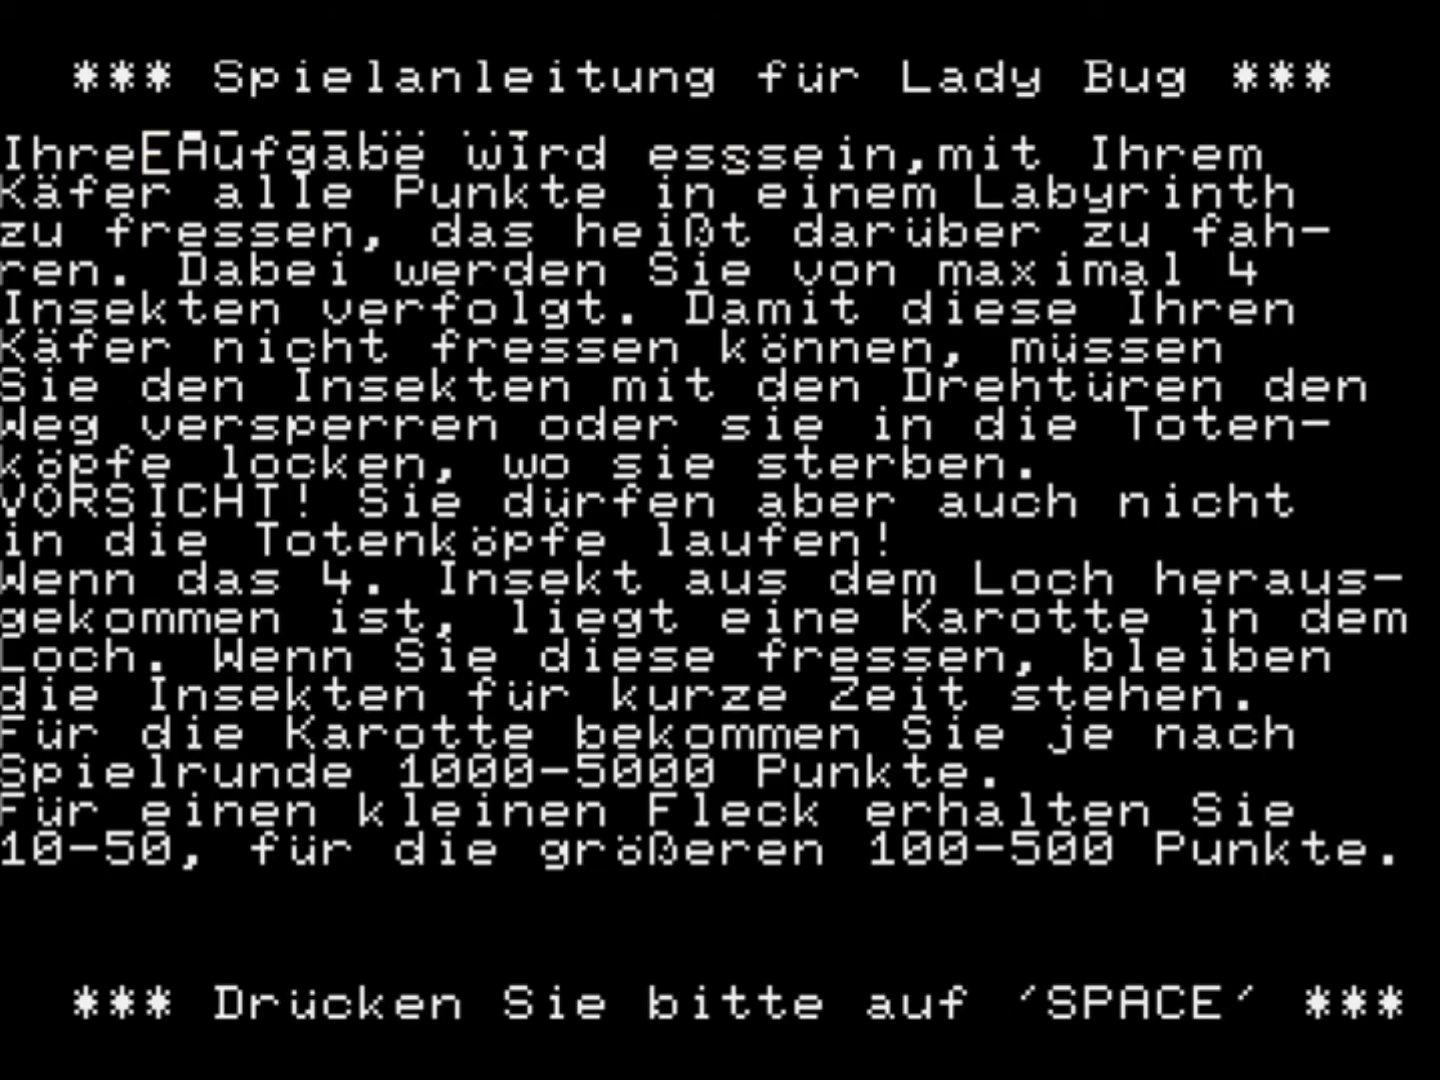 *** Spielanleitung für Lady Bug ***
IhreEAufgabe wird esssein,mit Ihrem
Käfer alle Punkte in einem Labyrinth
zu fressen, das heißt darüber zu fah-
ren. Dabei werden Sie von maximal 4
Insekten verfolgt. Damit diese Ihren
Käfer nicht fressen können, müssen
Sie den Insekten mit den Drehtüren den
Weg versperren oder sie in die Toten-
köpfe locken, wo sie sterben.
VORSICHT! Sie dürfen aber auch nicht
in die Totenköpfe laufen!
Wenn das 4. Insekt aus dem Loch heraus-
gekommen ist, liegt eine Karotte in dem
Loch. Wenn Sie diese fressen, bleiben
die Insekten für kurze Zeit stehen.
Für die Karotte bekommen Sie je nach
Spielrunde 1000-5000 Punkte.
Für einen kleinen Fleck erhalten Sie
10-50, für die größeren 100-500 Punkte.
*** Drücken Sie bitte auf ´SPACE´ ***